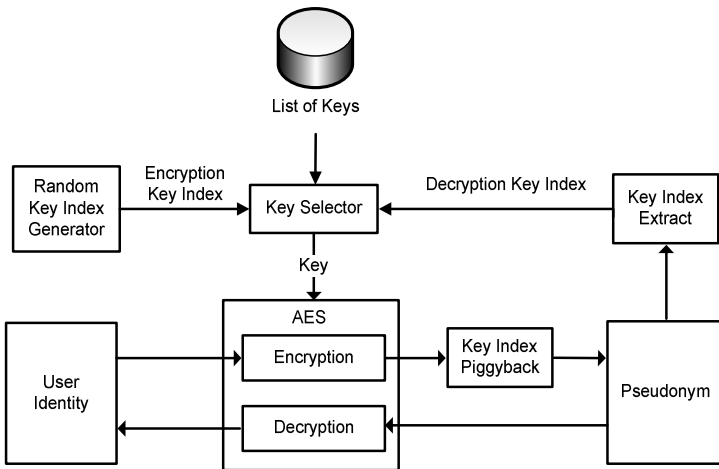 List of Keys
Encryption
Key Index
Decryption Key Index
Random
Key Index
Generator
Key Selector
Key Index
Extract
Key
AES
User
Identity
Encryption
Key Index
Piggyback
Pseudonym
Decryption